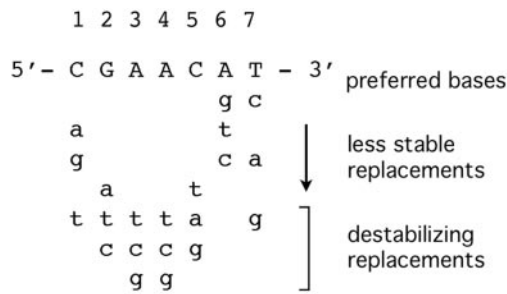 1 2 3 4 5 6 7
5′- C G A A C A T - 3′ preferred bases
g c
a t
g c a less stable replacements
a t
t t t t a g destabilizing replacements
c c c g
g g